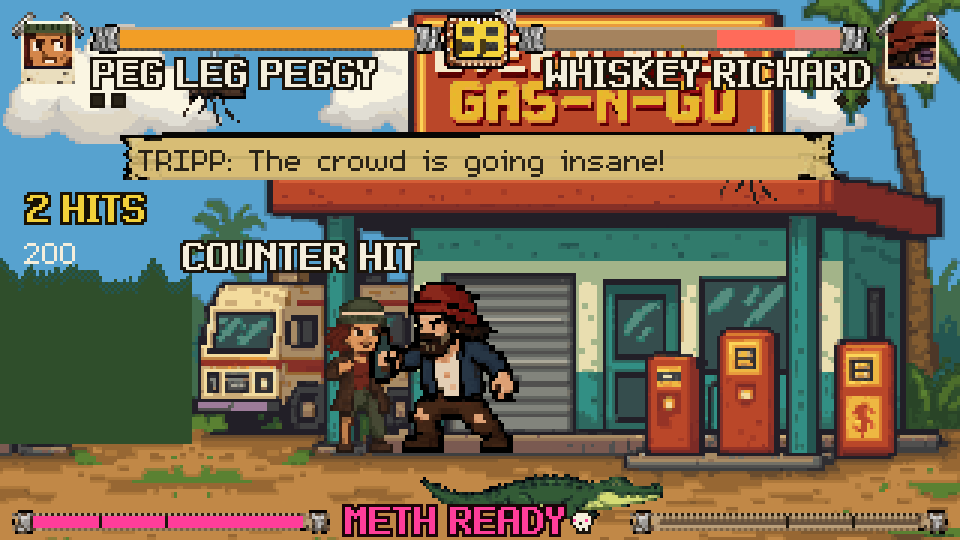 99
PEG LEG PEGGY
WHISKEY RICHARD
GAS-N-GO
TRIPP: The crowd is going insane!
2 HITS
200
COUNTER HIT
B
B
$
METH READY